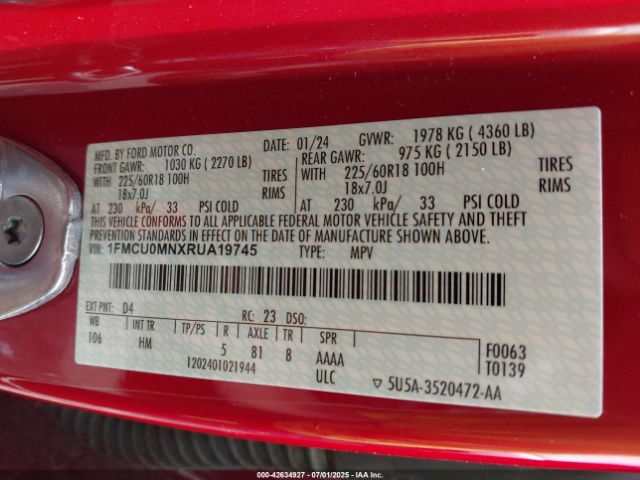 MFD. BY FORD MOTOR CO.
DATE: 01/24 GVWR: 1978 KG ( 4360 LB)
FRONT GAWR: 1030 KG ( 2270 LB) REAR GAWR: 975 KG ( 2150 LB)
WITH 225/60R18 100H TIRES WITH 225/60R18 100H TIRES
18x7.0J RIMS 18x7.0J RIMS
AT 230 kPa/ 33 PSI COLD AT 230 kPa/ 33 PSI COLD
THIS VEHICLE CONFORMS TO ALL APPLICABLE FEDERAL MOTOR VEHICLE SAFETY AND THEFT
PREVENTION STANDARDS IN EFFECT ON THE DATE OF MANUFACTURE SHOWN ABOVE.
VIN: 1FMCU0MNXRUA19745 TYPE: MPV
EXT PNT: D4 RC: 23 DSO:
WB INT TR TP/PS R AXLE TR SPR
106 HM 5 81 8 AAAA
1202401021944 ULC
F0063
T0139
▽ 5U5A-3520472-AA
000-42634927 - 07/01/2025 - IAA Inc.